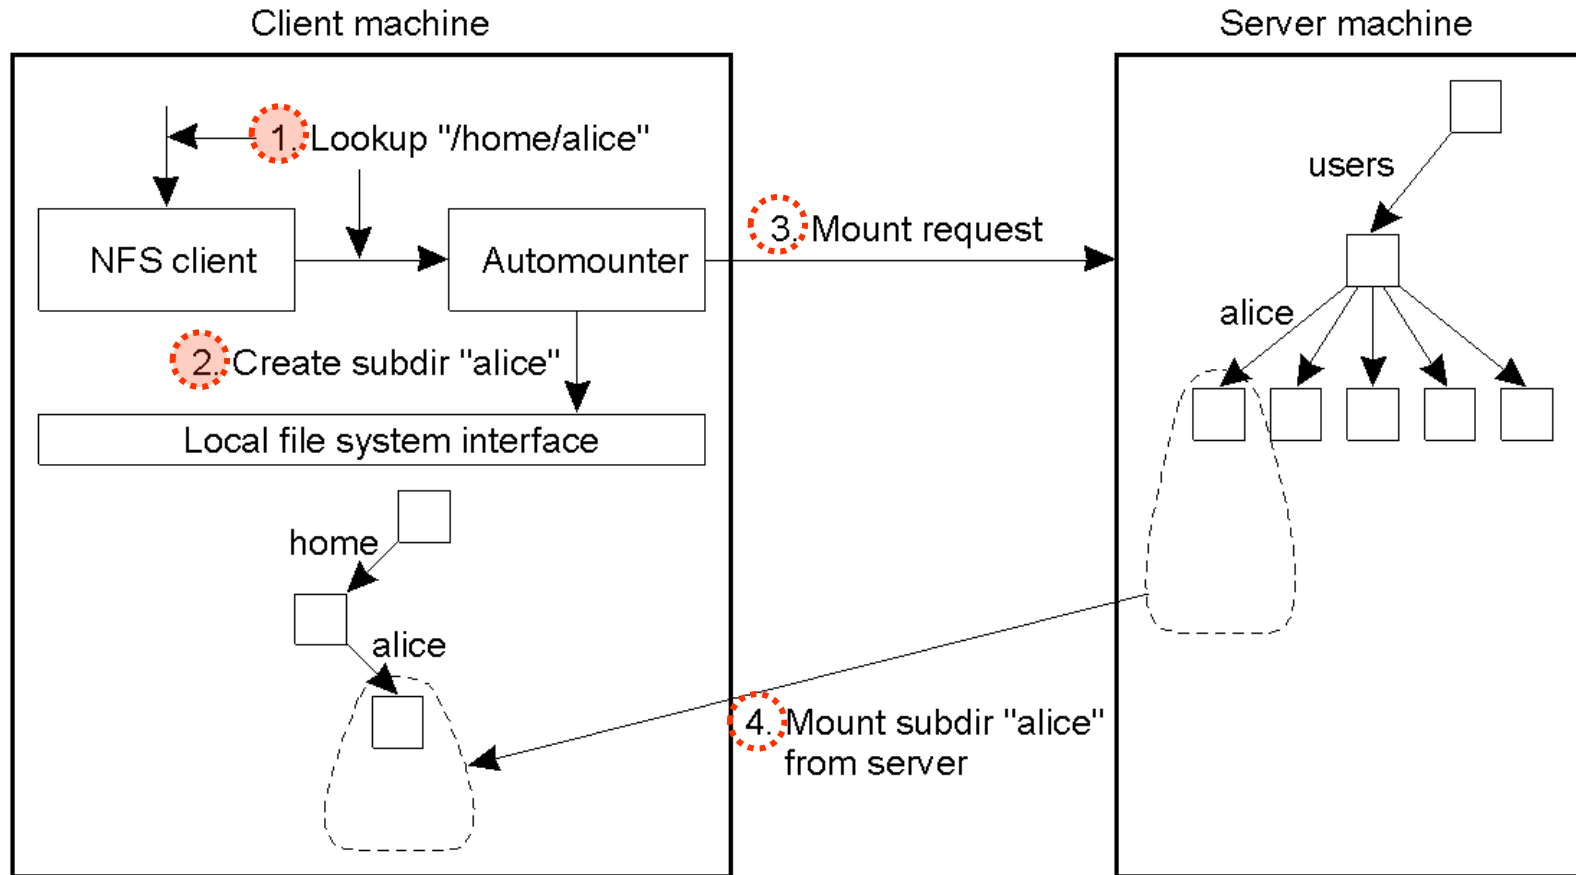 Client machine
Server machine
1. Lookup "/home/alice"
users
NFS client
Automounter
3. Mount request
alice
2. Create subdir "alice"
Local file system interface
home
alice
4. Mount subdir "alice"
from server